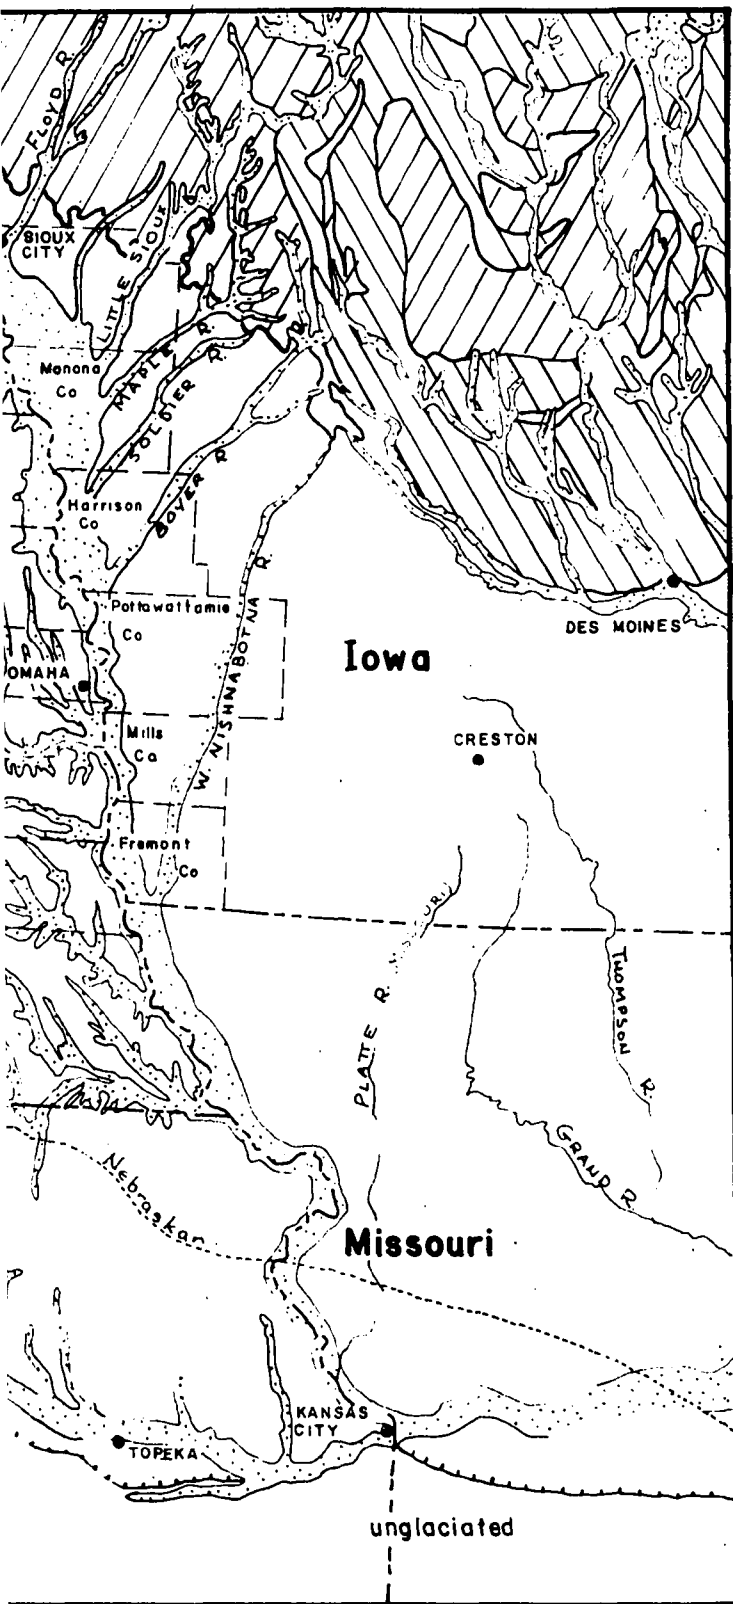 FLOYD R.
SIOUX
CITY
LITTLE SIOUX
Monona
Co
MAPLE R.
SOLDIER R.
Harrison
Co
BOYER R.
W. NISHNABOTNA R.
Pottawattamie
Co
DES MOINES
Iowa
OMAHA
CRESTON
Mills
Co
Fremont
Co
THOMPSON R.
PLATTE R.
GRAND R.
Nebraskan
Missouri
KANSAS
CITY
TOPEKA
unglaciated